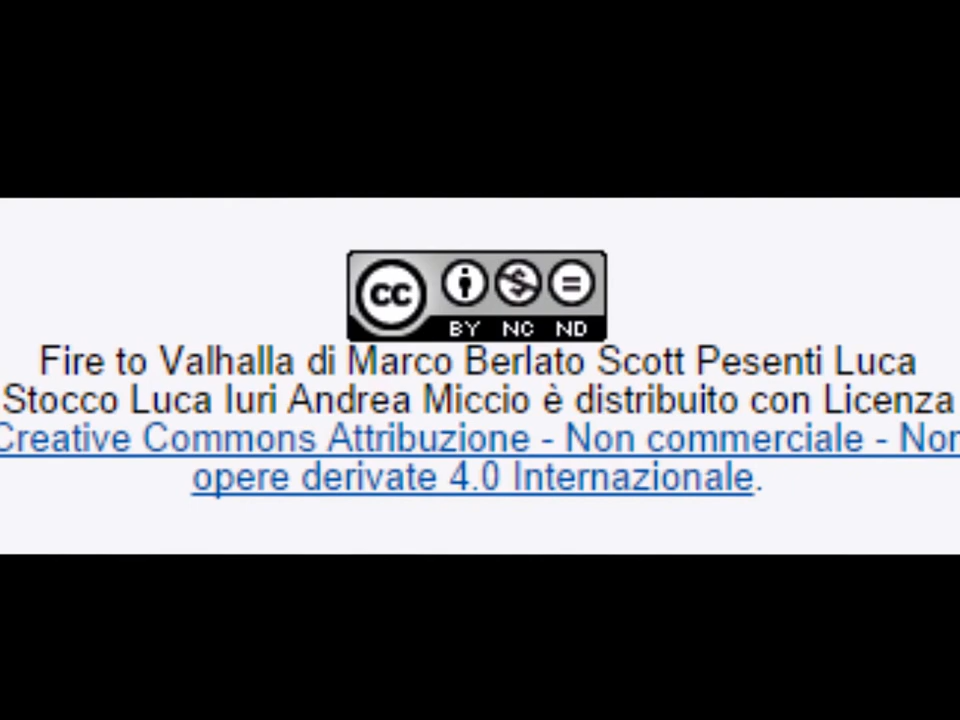 cc
BY NC ND
Fire to Valhalla di Marco Berlato Scott Pesenti Luca
Stocco Luca Iuri Andrea Miccio è distribuito con Licenza
Creative Commons Attribuzione - Non commerciale - Non
opere derivate 4.0 Internazionale.